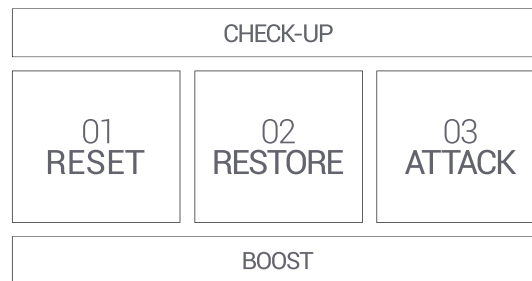 CHECK-UP
01
RESET
02
RESTORE
03
ATTACK
BOOST